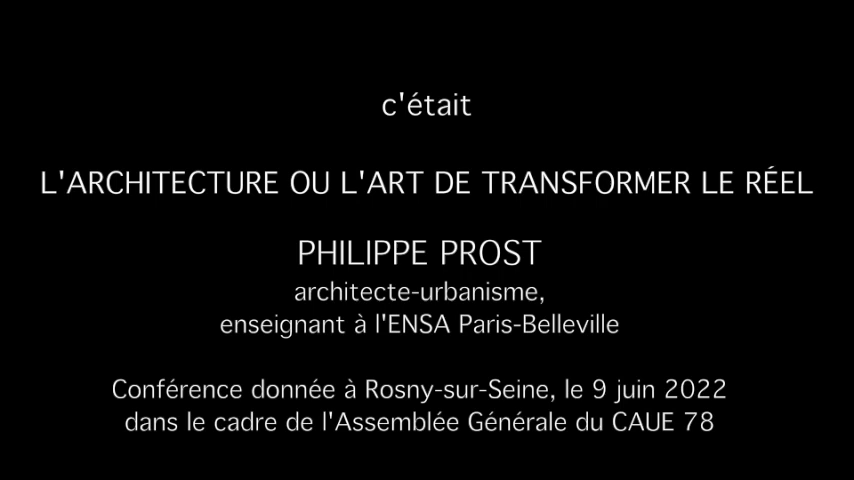 c'était
L'ARCHITECTURE OU L'ART DE TRANSFORMER LE RÉEL
PHILIPPE PROST
architecte-urbanisme,
enseignant à l'ENSA Paris-Belleville
Conférence donnée à Rosny-sur-Seine, le 9 juin 2022
dans le cadre de l'Assemblée Générale du CAUE 78